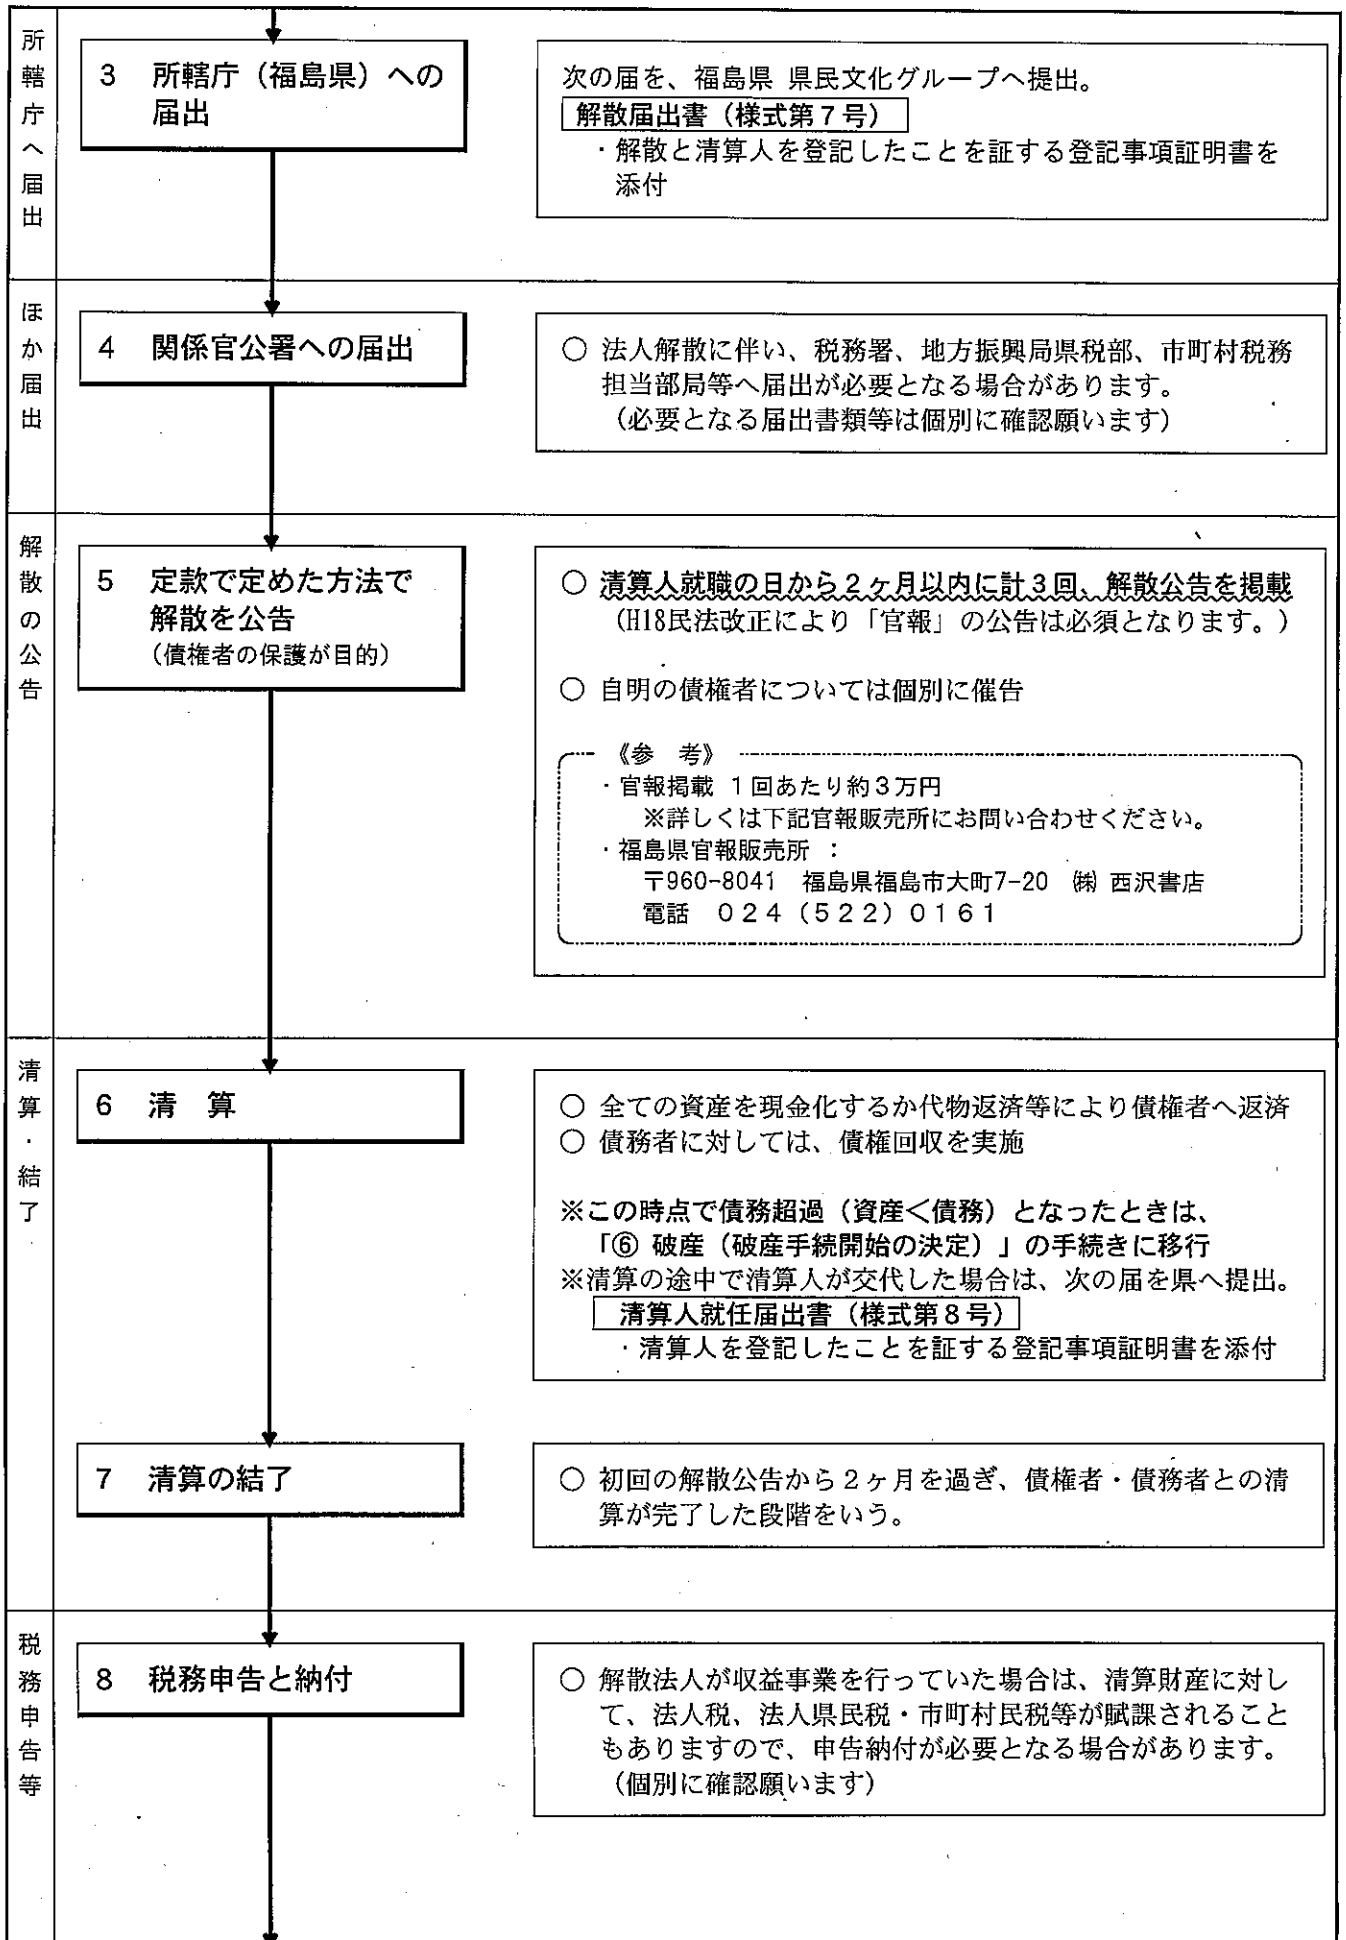 所轄庁へ届出
3 所轄庁（福島県）への
届出
次の届を、福島県 県民文化グループへ提出。
解散届出書（様式第７号）
・解散と清算人を登記したことを証する登記事項証明書を
添付
ほか届出
4 関係官公署への届出
○ 法人解散に伴い、税務署、地方振興局県税部、市町村税務
担当部局等へ届出が必要となる場合があります。
（必要となる届出書類等は個別に確認願います）
解散の公告
5 定款で定めた方法で
解散を公告
（債権者の保護が目的）
○ 清算人就職の日から２ヶ月以内に計３回、解散公告を掲載
（H18民法改正により「官報」の公告は必須となります。）
○ 自明の債権者については個別に催告
《参　考》
・官報掲載 １回あたり約３万円
※詳しくは下記官報販売所にお問い合わせください。
・福島県官報販売所 ：
〒960-8041 福島県福島市大町7-20 ㈱ 西沢書店
電話 ０２４（５２２）０１６１
清算・結了
6 清　算
○ 全ての資産を現金化するか代物返済等により債権者へ返済
○ 債務者に対しては、債権回収を実施
※この時点で債務超過（資産＜債務）となったときは、
「⑥ 破産（破産手続開始の決定）」の手続きに移行
※清算の途中で清算人が交代した場合は、次の届を県へ提出。
清算人就任届出書（様式第８号）
・清算人を登記したことを証する登記事項証明書を添付
7 清算の結了
○ 初回の解散公告から２ヶ月を過ぎ、債権者・債務者との清
算が完了した段階をいう。
税務申告等
8 税務申告と納付
○ 解散法人が収益事業を行っていた場合は、清算財産に対し
て、法人税、法人県民税・市町村民税等が賦課されること
もありますので、申告納付が必要となる場合があります。
（個別に確認願います）